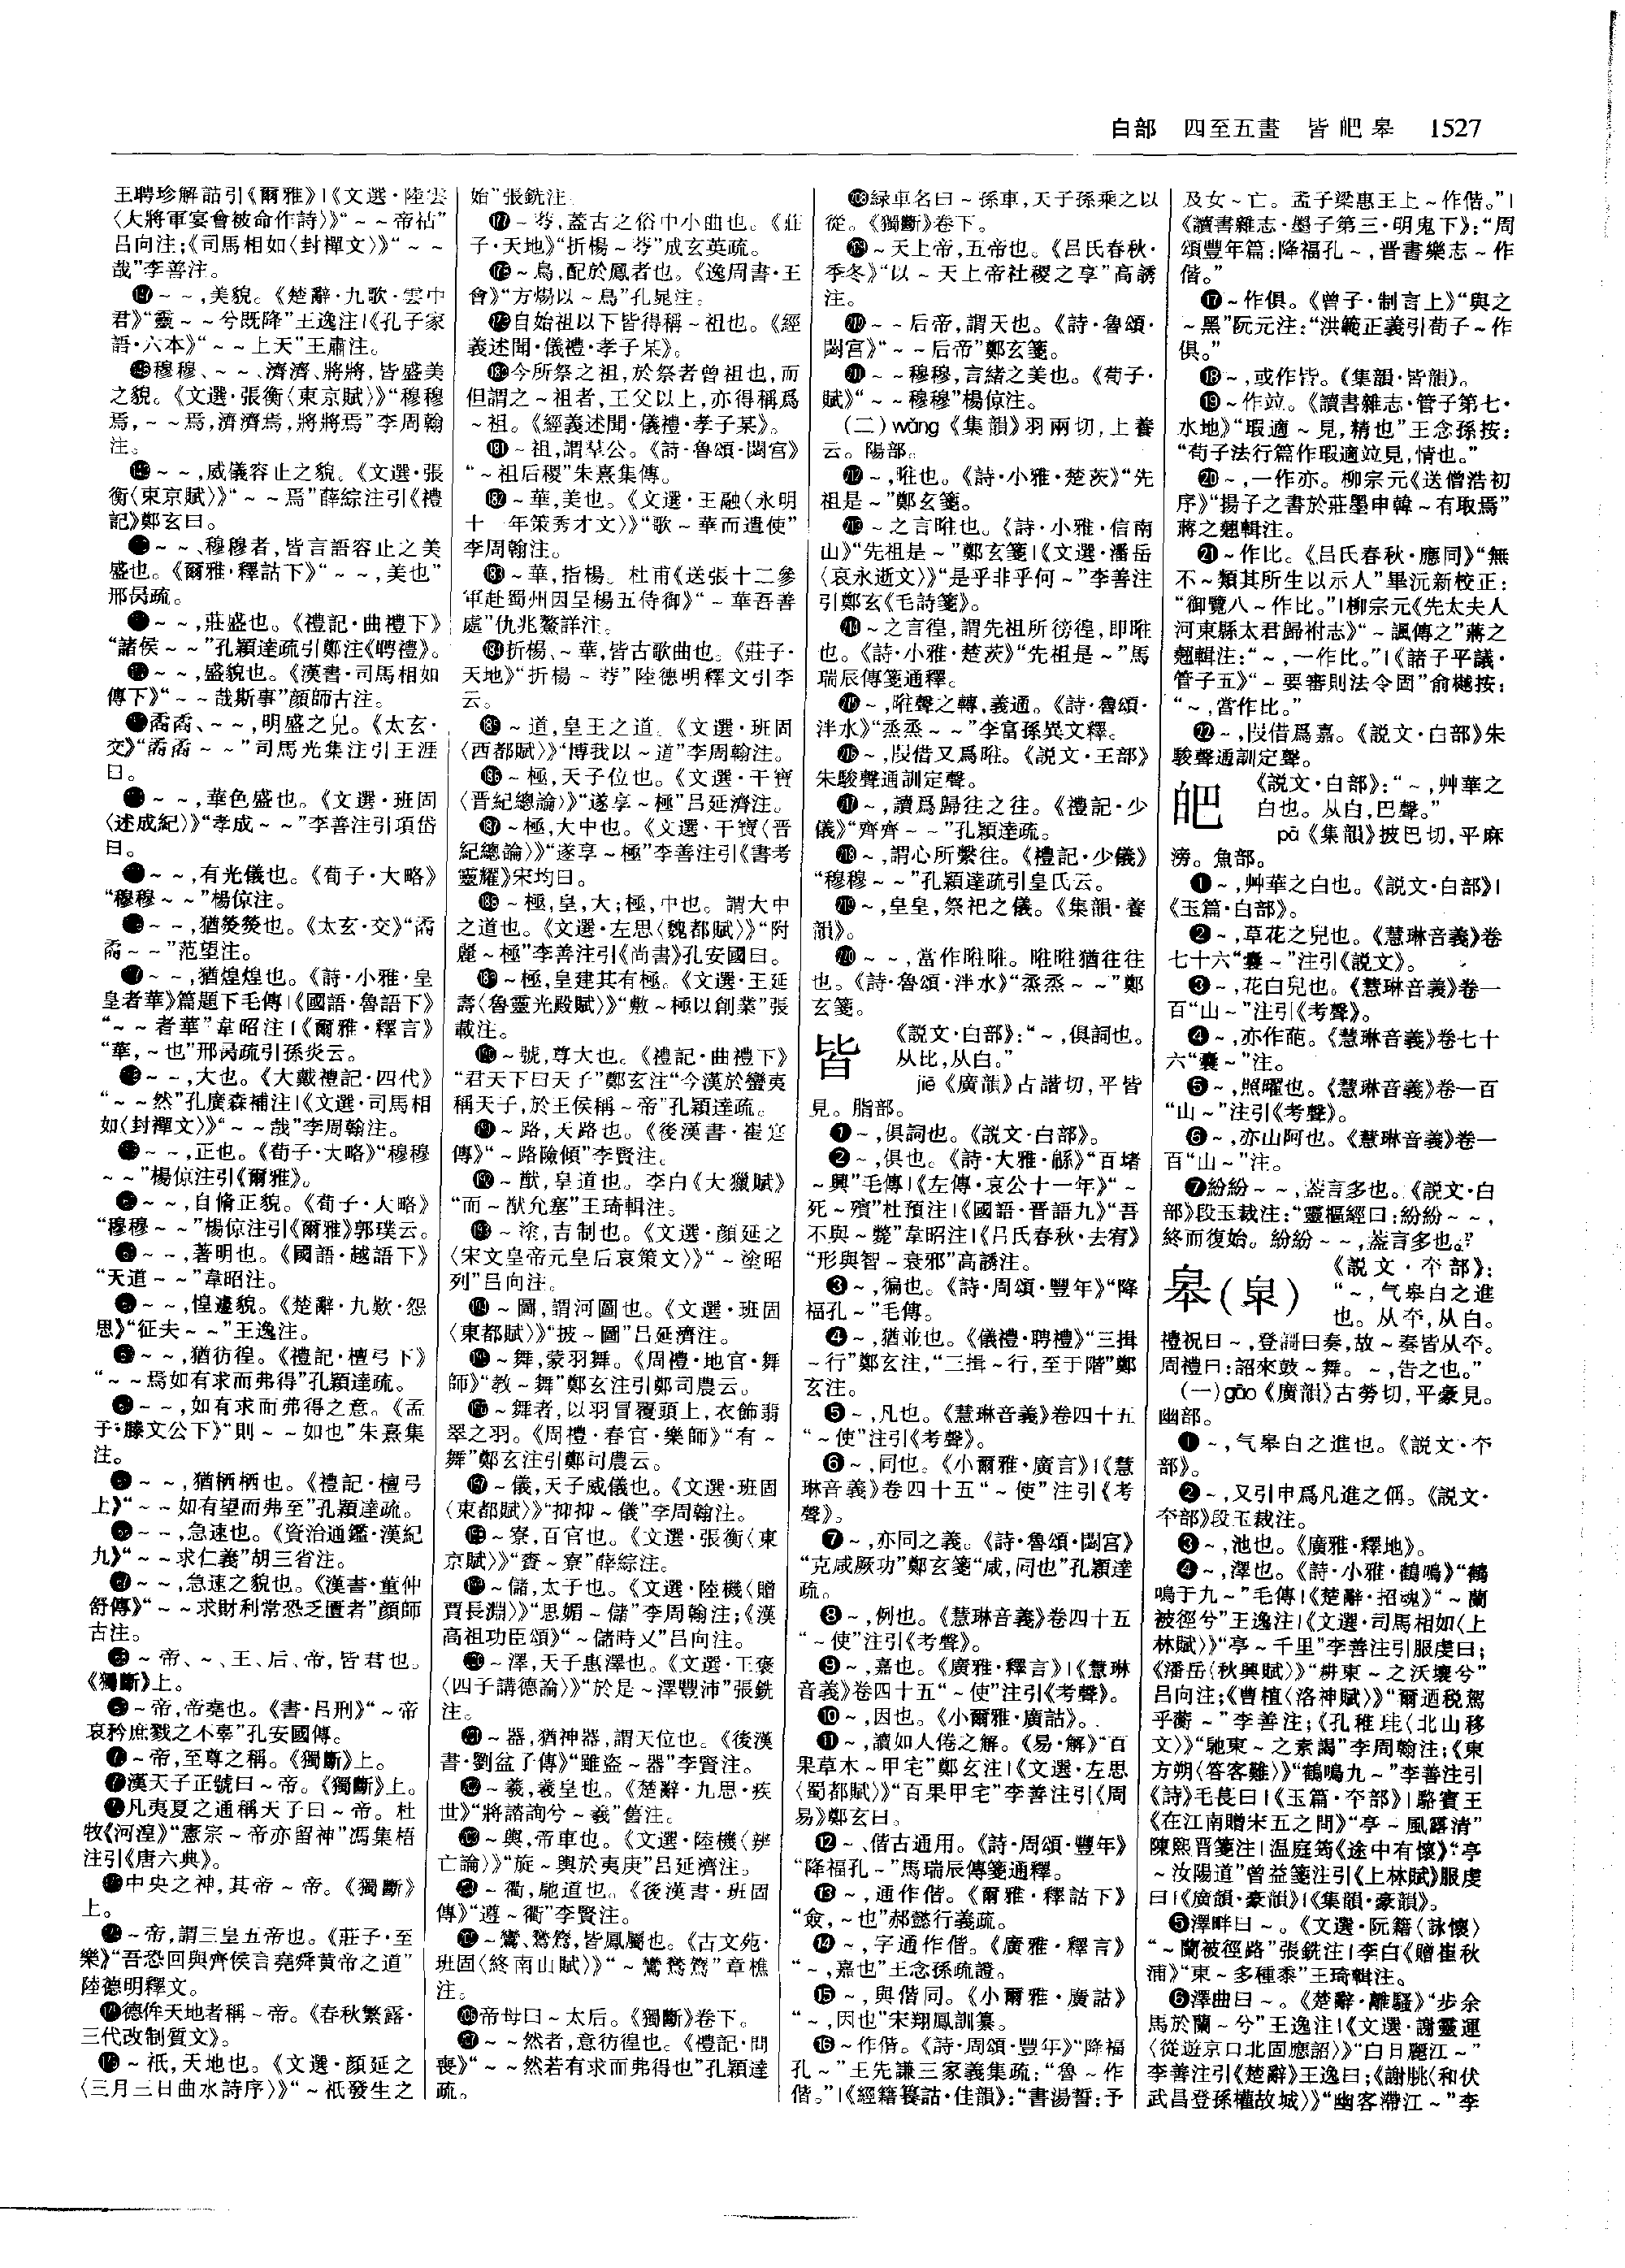 白部 四至五畫 皆 皅 皋 1527
王聘珍解詁引《爾雅》|《文選·陸雲
〈大將軍宴會被命作詩〉》“~~帝祜”
吕向注;《司馬相如〈封禪文〉》“~~
哉”李善注。
~~,美貌。《楚辭·九歌·雲中
君》“靈~~兮既降”王逸注|《孔子家
語·六本》“~~上天”王肅注。
穆穆、~~、濟濟、將將,皆盛美
之貌。《文選·張衡〈東京賦〉》“穆穆
焉,~~焉,濟濟焉,將將焉”李周翰
注。
~~,威儀容止之貌。《文選·張
衡〈東京賦〉》“~~焉”薛綜注引《禮
記》鄭玄曰。
~~、穆穆者,皆言語容止之美
盛也。《爾雅·釋詁下》“~~,美也”
邢昺疏。
~~,莊盛也。《禮記·曲禮下》
“諸侯~~”孔穎達疏引鄭注《聘禮》。
~~,盛貌也。《漢書·司馬相如
傳下》“~~哉斯事”顔師古注。
矞矞、~~,明盛之皃。《太玄·
交》“矞矞~~”司馬光集注引王涯
曰。
~~,華色盛也。《文選·班固
〈述成紀〉》“孝成~~”李善注引項岱
曰。
~~,有光儀也。《荀子·大略》
“穆穆~~”楊倞注。
~~,猶熒熒也。《太玄·交》“矞
矞~~”范望注。
~~,猶煌煌也。《詩·小雅·皇
皇者華》篇題下毛傳|《國語·魯語下》
“~~者華”韋昭注|《爾雅·釋言》
“華,~也”邢昺疏引孫炎云。
~~,大也。《大戴禮記·四代》
“~~然”孔廣森補注|《文選·司馬相
如〈封禪文〉》“~~哉”李周翰注。
~~,正也。《荀子·大略》“穆穆
~~”楊倞注引《爾雅》。
~~,自脩正貌。《荀子·大略》
“穆穆~~”楊倞注引《爾雅》郭璞云。
~~,著明也。《國語·越語下》
“天道~~”韋昭注。
~~,惶遽貌。《楚辭·九歎·怨
思》“征夫~~”王逸注。
~~,猶彷徨。《禮記·檀弓下》
“~~焉如有求而弗得”孔穎達疏。
~~,如有求而弗得之意。《孟
子·滕文公下》“則~~如也”朱熹集
注。
~~,猶栖栖也。《禮記·檀弓
上》“~~如有望而弗至”孔穎達疏。
~~,急速也。《資治通鑑·漢紀
九》“~~求仁義”胡三省注。
~~,急速之貌也。《漢書·董仲
舒傳》“~~求財利常恐乏匱者”顔師
古注。
~帝、~、王、后、帝,皆君也。
《獨斷》上。
~帝,帝堯也。《書·吕刑》“~帝
哀矜庶戮之不辜”孔安國傳。
~帝,至尊之稱。《獨斷》上。
漢天子正號曰~帝。《獨斷》上。
凡夷夏之通稱天子曰~帝。杜
牧《河湟》“憲宗~帝亦留神”馮集梧
注引《唐六典》。
中央之神,其帝~帝。《獨斷》
上。
~帝,謂三皇五帝也。《莊子·至
樂》“吾恐回與齊侯言堯舜黄帝之道”
陸德明釋文。
德侔天地者稱~帝。《春秋繁露·
三代改制質文》。
~祇,天地也。《文選·顔延之
〈三月三日曲水詩序〉》“~祇發生之
始”張銑注。
~荂,蓋古之俗中小曲也。《莊
子·天地》“折楊~荂”成玄英疏。
~鳥,配於鳳者也。《逸周書·王
會》“方煬以~鳥”孔晁注。
自始祖以下皆得稱~祖也。《經
義述聞·儀禮·孝子某》。
⒅今所祭之祖,於祭者曾祖也,而
但謂之~祖者,王父以上,亦得稱爲
~祖。《經義述聞·儀禮·孝子某》。
~祖,謂羣公。《詩·魯頌·閟宮》
“~祖后稷”朱熹集傳。
~華,美也。《文選·王融〈永明
十一年策秀才文〉》“歌~華而遣使”
李周翰注。
~華,指楊。杜甫《送張十二參
軍赴蜀州因呈楊五侍御》“~華吾善
處”仇兆鰲詳注。
折楊、~華,皆古歌曲也。《莊子·
天地》“折楊~荂”陸德明釋文引李
云。
~道,皇王之道。《文選·班固
〈西都賦〉》“博我以~道”李周翰注。
~極,天子位也。《文選·干寶
〈晋紀總論〉》“遂享~極”吕延濟注。
~極,大中也。《文選·干寶〈晋
紀總論〉》“遂享~極”李善注引《書考
靈耀》宋均曰。
~極,皇,大;極,中也。謂大中
之道也。《文選·左思〈魏都賦〉》“附
麗~極”李善注引《尚書》孔安國曰。
~極,皇建其有極。《文選·王延
壽〈魯靈光殿賦〉》“敷~極以創業”張
載注。
~號,尊大也。《禮記·曲禮下》
“君天下曰天子”鄭玄注“今漢於蠻夷
稱天子,於王侯稱~帝”孔穎達疏。
~路,天路也。《後漢書·崔寔
傳》“~路險傾”李賢注。
~猷,皇道也。李白《大獵賦》
“而~猷允塞”王琦輯注。
~塗,吉制也。《文選·顔延之
〈宋文皇帝元皇后哀策文〉》“~塗昭
列”吕向注。
~圖,謂河圖也。《文選·班固
〈東都賦〉》“披~圖”吕延濟注。
~舞,蒙羽舞。《周禮·地官·舞
師》“教~舞”鄭玄注引鄭司農云。
~舞者,以羽冒覆頭上,衣飾翡
翠之羽。《周禮·春官·樂師》“有~
舞”鄭玄注引鄭司農云。
~儀,天子威儀也。《文選·班固
〈東都賦〉》“抑抑~儀”李周翰注。
~寮,百官也。《文選·張衡〈東
京賦〉》“賚~寮”薛綜注。
~儲,太子也。《文選·陸機〈贈
賈長淵〉》“思媚~儲”李周翰注;《漢
高祖功臣頌》“~儲時乂”吕向注。
~澤,天子惠澤也。《文選·王褒
〈四子講德論〉》“於是~澤豐沛”張銑
注。
~器,猶神器,謂天位也。《後漢
書·劉盆子傳》“雖盜~器”李賢注。
~羲,羲皇也。《楚辭·九思·疾
世》“將諮詢兮~羲”舊注。
~輿,帝車也。《文選·陸機〈辨
亡論〉》“旋~輿於夷庚”吕延濟注。
~衢,馳道也。《後漢書·班固
傳》“遵~衢”李賢注。
~鸞、鷔鷔,皆鳳屬也。《古文苑·
班固〈終南山賦〉》“~鸞鷔鷔”章樵
注。
帝母曰~太后。《獨斷》卷下。
~~然者,意彷徨也。《禮記·問
喪》“~~然若有求而弗得也”孔穎達
疏。
緑車名曰~孫車,天子孫乘之以
從。《獨斷》卷下。
~天上帝,五帝也。《吕氏春秋·
季冬》“以~天上帝社稷之享”高誘
注。
~~后帝,謂天也。《詩·魯頌·
閟宮》“~~后帝”鄭玄箋。
~~穆穆,言緒之美也。《荀子·
賦》“~~穆穆”楊倞注。
(二)wǎng《集韻》羽兩切,上養
云。陽部。
~,暀也。《詩·小雅·楚茨》“先
祖是~”鄭玄箋。
~之言暀也。《詩·小雅·信南
山》“先祖是~”鄭玄箋|《文選·潘岳
〈哀永逝文〉》“是乎非乎何~”李善注
引鄭玄《毛詩箋》。
~之言徨,謂先祖所徬徨,即暀
也。《詩·小雅·楚茨》“先祖是~”馬
瑞辰傳箋通釋。
~,暀聲之轉,義通。《詩·魯頌·
泮水》“烝烝~~”李富孫異文釋。
~,叚借又爲暀。《説文·王部》
朱駿聲通訓定聲。
~,讀爲歸往之往。《禮記·少
儀》“齊齊~~”孔穎達疏。
~,謂心所繫往。《禮記·少儀》
“穆穆~~”孔穎達疏引皇氏云。
~,皇皇,祭祀之儀。《集韻·養
韻》。
~~,當作暀暀。暀暀猶往往
也。《詩·魯頌·泮水》“烝烝~~”鄭
玄箋。
皆 《説文·白部》:“~,俱詞也。
从比,从白。”
jiē《廣韻》古諧切,平皆
見。脂部。
❶~,俱詞也。《説文·白部》。
❷~,俱也。《詩·大雅·緜》“百堵
~興”毛傳|《左傳·哀公十一年》“~
死~殯”杜預注|《國語·晋語九》“吾
不與~斃”韋昭注|《吕氏春秋·去宥》
“形與智~衰邪”高誘注。
❸~,徧也。《詩·周頌·豐年》“降
福孔~”毛傳。
❹~,猶並也。《儀禮·聘禮》“三揖
~行”鄭玄注,“三揖~行,至于階”鄭
玄注。
❺~,凡也。《慧琳音義》卷四十五
“~使”注引《考聲》。
❻~,同也。《小爾雅·廣言》|《慧
琳音義》卷四十五“~使”注引《考
聲》。
❼~,亦同之義。《詩·魯頌·閟宮》
“克咸厥功”鄭玄箋“咸,同也”孔穎達
疏。
❽~,例也。《慧琳音義》卷四十五
“~使”注引《考聲》。
❾~,嘉也。《廣雅·釋言》|《慧琳
音義》卷四十五“~使”注引《考聲》。
❿~,因也。《小爾雅·廣詁》。
⓫~,讀如人倦之解。《易·解》“百
果草木~甲宅”鄭玄注|《文選·左思
〈蜀都賦〉》“百果甲宅”李善注引《周
易》鄭玄曰。
⓬~、偕古通用。《詩·周頌·豐年》
“降福孔~”馬瑞辰傳箋通釋。
⓭~,通作偕。《爾雅·釋詁下》
“僉,~也”郝懿行義疏。
⓮~,字通作偕。《廣雅·釋言》
“~,嘉也”王念孫疏證。
⓯~,與偕同。《小爾雅·廣詁》
“~,因也”宋翔鳳訓纂。
⓰~作偕。《詩·周頌·豐年》“降福
孔~”王先謙三家義集疏:“魯~作
偕。”|《經籍籑詁·佳韻》:“書湯誓:予
及女~亡。孟子梁惠王上~作偕。”|
《讀書雜志·墨子第三·明鬼下》:“周
頌豐年篇:降福孔~,晋書樂志~作
偕。”
⓱~作俱。《曾子·制言上》“與之
~黑”阮元注:“洪範正義引荀子~作
俱。”
⓲~,或作皆。《集韻·皆韻》。
⓳~作竝。《讀書雜志·管子第七·
水地》“瑕適~見,精也”王念孫按:
“荀子法行篇作瑕適竝見,情也。”
⓴~,一作亦。柳宗元《送僧浩初
序》“揚子之書於莊墨申韓~有取焉”
蔣之翹輯注。
㉑~作比。《吕氏春秋·應同》“無
不~類其所生以示人”畢沅新校正:
“御覽八~作比。”|柳宗元《先太夫人
河東縣太君歸祔志》“~諷傳之”蔣之
翹輯注:“~,一作比。”|《諸子平議·
管子五》“~要審則法令固”俞樾按:
“~,當作比。”
㉒~,叚借爲嘉。《説文·白部》朱
駿聲通訓定聲。
皅 《説文·白部》:“~,艸華之
白也。从白,巴聲。”
pā《集韻》披巴切,平麻
滂。魚部。
❶~,艸華之白也。《説文·白部》|
《玉篇·白部》。
❷~,草花之皃也。《慧琳音義》卷
七十六“襲~”注引《説文》。
❸~,花白皃也。《慧琳音義》卷一
百“山~”注引《考聲》。
❹~,亦作葩。《慧琳音義》卷七十
六“襲~”注。
❺~,照曜也。《慧琳音義》卷一百
“山~”注引《考聲》。
❻~,亦山阿也。《慧琳音義》卷一
百“山~”注。
❼紛紛~~,葢言多也。《説文·白
部》段玉裁注:“靈樞經曰:紛紛~~,
終而復始。紛紛~~,葢言多也。”
皋(臯) 《説文·夲部》:
“~,气皋白之進
也。从夲,从白。
禮祝曰~,登謌曰奏,故~奏皆从夲。
周禮曰:詔來鼓~舞。~,告之也。”
(一)gāo《廣韻》古勞切,平豪見。
幽部。
❶~,气皋白之進也。《説文·夲
部》。
❷~,又引申爲凡進之偁。《説文·
夲部》段玉裁注。
❸~,池也。《廣雅·釋地》。
❹~,澤也。《詩·小雅·鶴鳴》“鶴
鳴于九~”毛傳|《楚辭·招魂》“~蘭
被徑兮”王逸注|《文選·司馬相如〈上
林賦〉》“亭~千里”李善注引服虔曰;
《潘岳〈秋興賦〉》“耕東~之沃壤兮”
吕向注;《曹植〈洛神賦〉》“爾迺税駕
乎蘅~”李善注;《孔稚珪〈北山移
文〉》“馳東~之素謁”李周翰注;《東
方朔〈答客難〉》“鶴鳴九~”李善注引
《詩》毛萇曰|《玉篇·夲部》|駱賓王
《在江南贈宋五之問》“亭~風露清”
陳熙晋箋注|温庭筠《途中有懷》“亭
~汝陽道”曾益箋注引《上林賦》服虔
曰|《廣韻·豪韻》|《集韻·豪韻》。
❺澤畔曰~。《文選·阮籍〈詠懷〉
“~蘭被徑路”張銑注|李白《贈崔秋
浦》“東~多種黍”王琦輯注。
❻澤曲曰~。《楚辭·離騷》“步余
馬於蘭~兮”王逸注|《文選·謝靈運
〈從遊京口北固應詔〉》“白日麗江~”
李善注引《楚辭》王逸曰;《謝朓〈和伏
武昌登孫權故城〉》“幽客滯江~”李